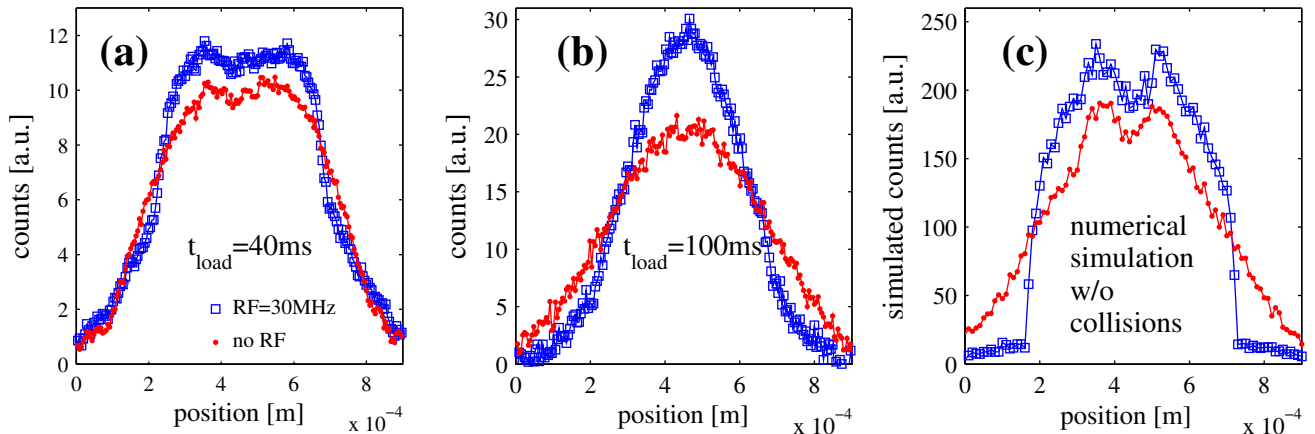 (a)
counts [a.u.]
12
10
8
6
4
2
0
t_load=40ms
RF=30MHz
no RF
0 2 4 6 8
position [m]
x 10^-4
(b)
counts [a.u.]
30
25
20
15
10
5
0
t_load=100ms
0 2 4 6 8
position [m]
x 10^-4
(c)
simulated counts [a.u.]
250
200
150
100
50
0
numerical
simulation
w/o
collisions
0 2 4 6 8
position [m]
x 10^-4